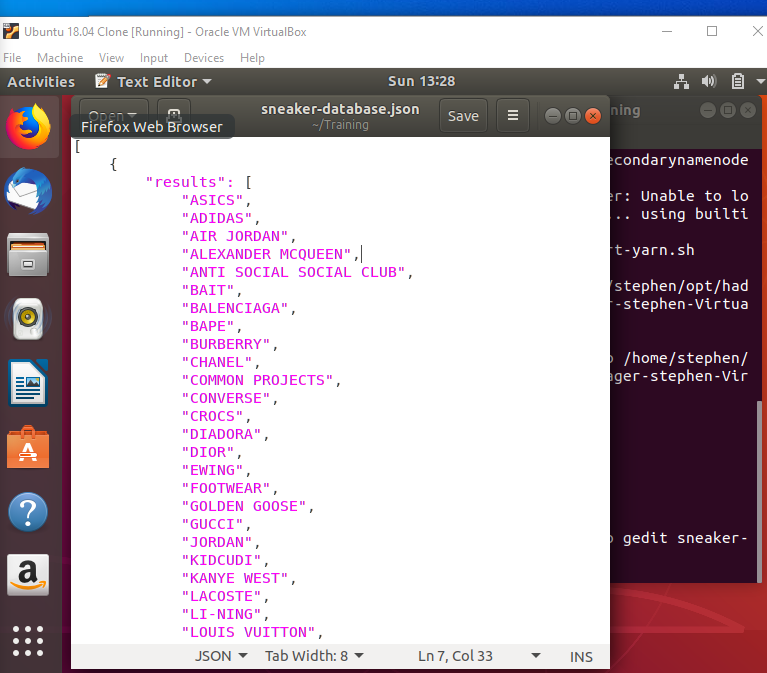 Ubuntu 18.04 Clone [Running] - Oracle VM VirtualBox
File Machine View Input Devices Help
Activities Text Editor Sun 13:28
Open sneaker-database.json Save
~/Training
Firefox Web Browser
[
{
"results": [
"ASICS",
"ADIDAS",
"AIR JORDAN",
"ALEXANDER MCQUEEN",
"ANTI SOCIAL SOCIAL CLUB",
"BAIT",
"BALENCIAGA",
"BAPE",
"BURBERRY",
"CHANEL",
"COMMON PROJECTS",
"CONVERSE",
"CROCS",
"DIADORA",
"DIOR",
"EWING",
"FOOTWEAR",
"GOLDEN GOOSE",
"GUCCI",
"JORDAN",
"KIDCUDI",
"KANYE WEST",
"LACOSTE",
"LI-NING",
"LOUIS VUITTON",
JSON Tab Width: 8 Ln 7, Col 33 INS
ning
econdarynamenode
er: Unable to lo
... using builti
rt-yarn.sh
/stephen/opt/had
r-stephen-Virtua
/home/stephen/
ager-stephen-Vir
gedit sneaker-